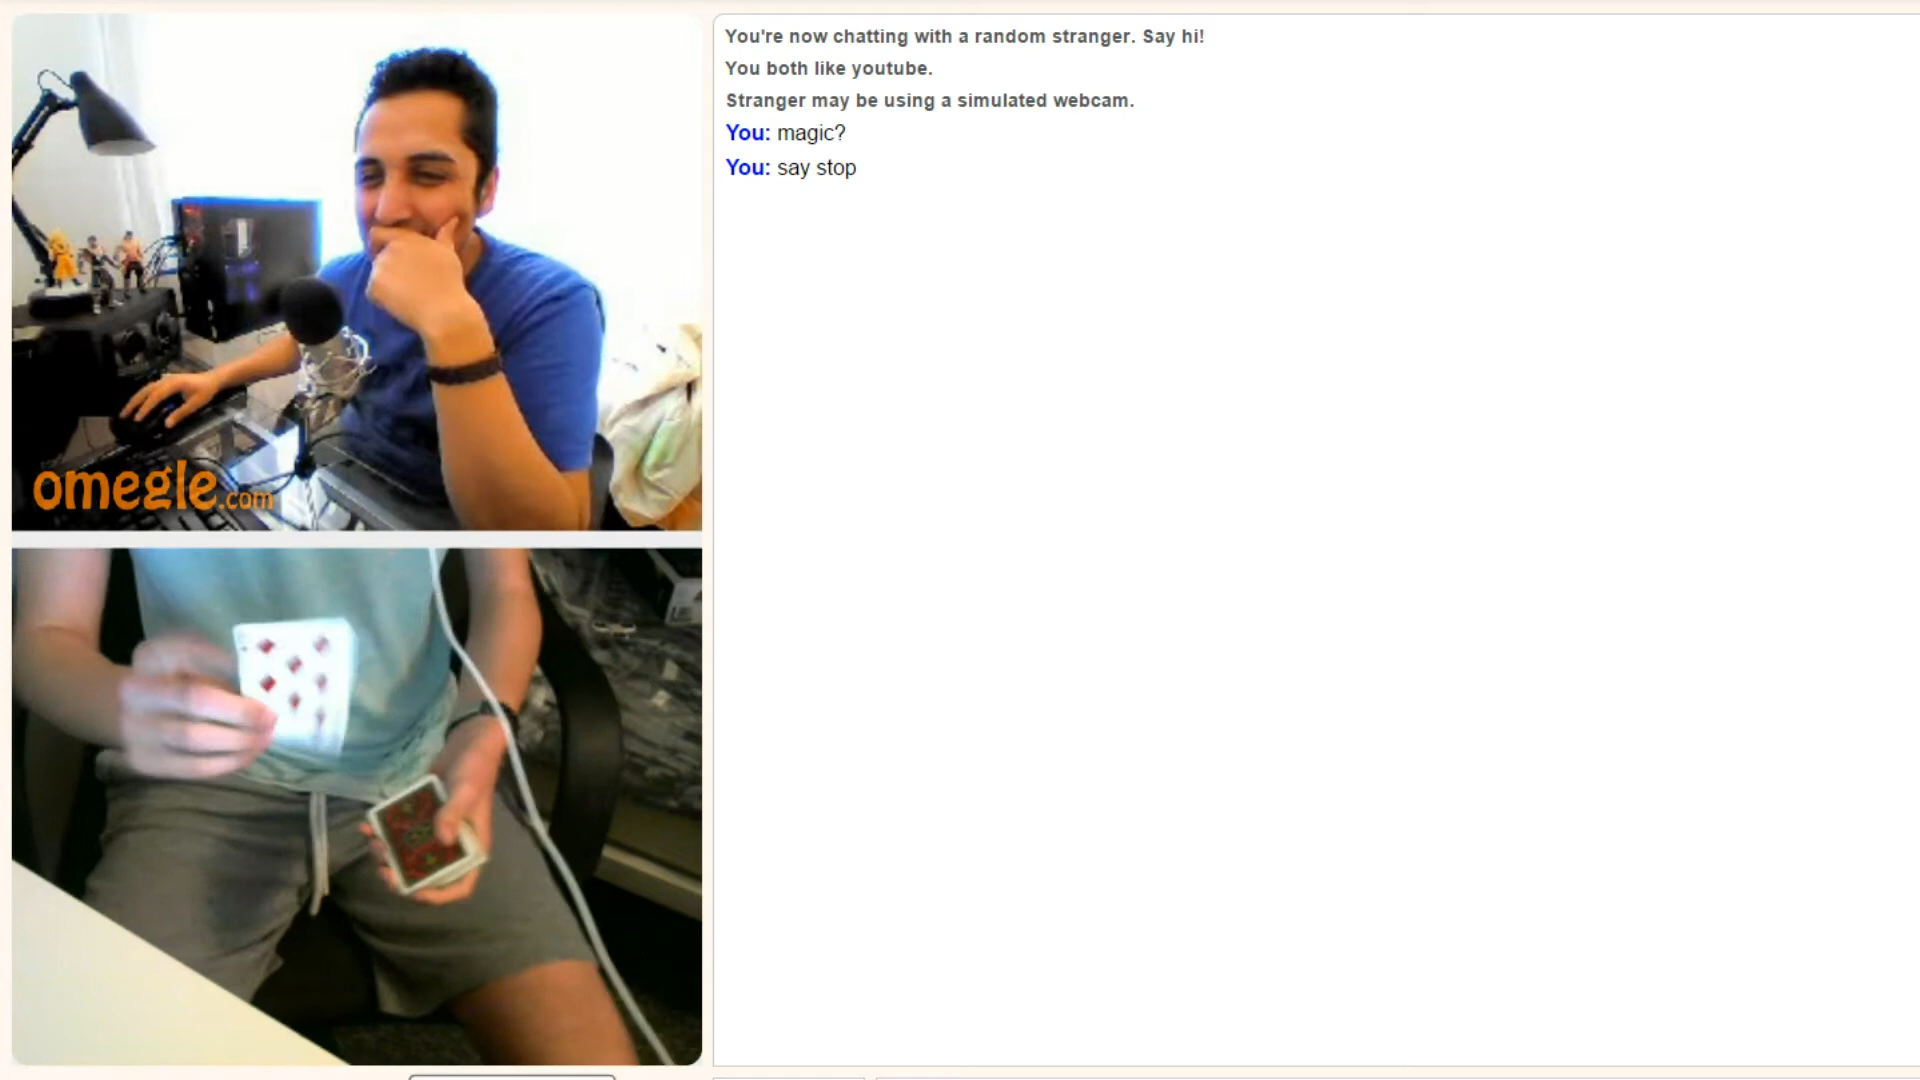 You're now chatting with a random stranger. Say hi!
You both like youtube.
Stranger may be using a simulated webcam.
You: magic?
You: say stop
omegle.com